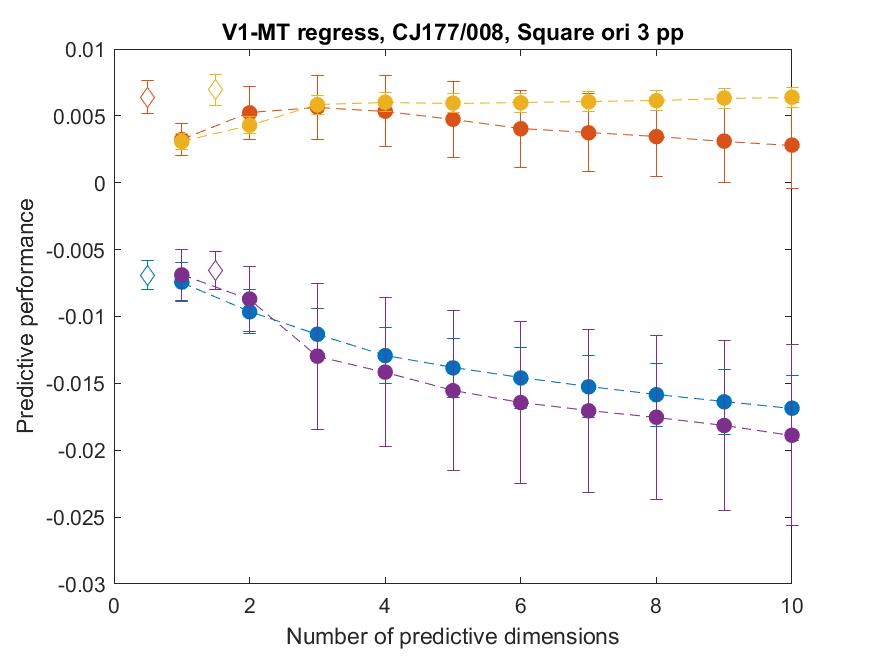 V1-MT regress, CJ177/008, Square ori 3 pp
0.01
0.005
0
-0.005
-0.01
-0.015
-0.02
-0.025
-0.03
Predictive performance
0 2 4 6 8 10
Number of predictive dimensions